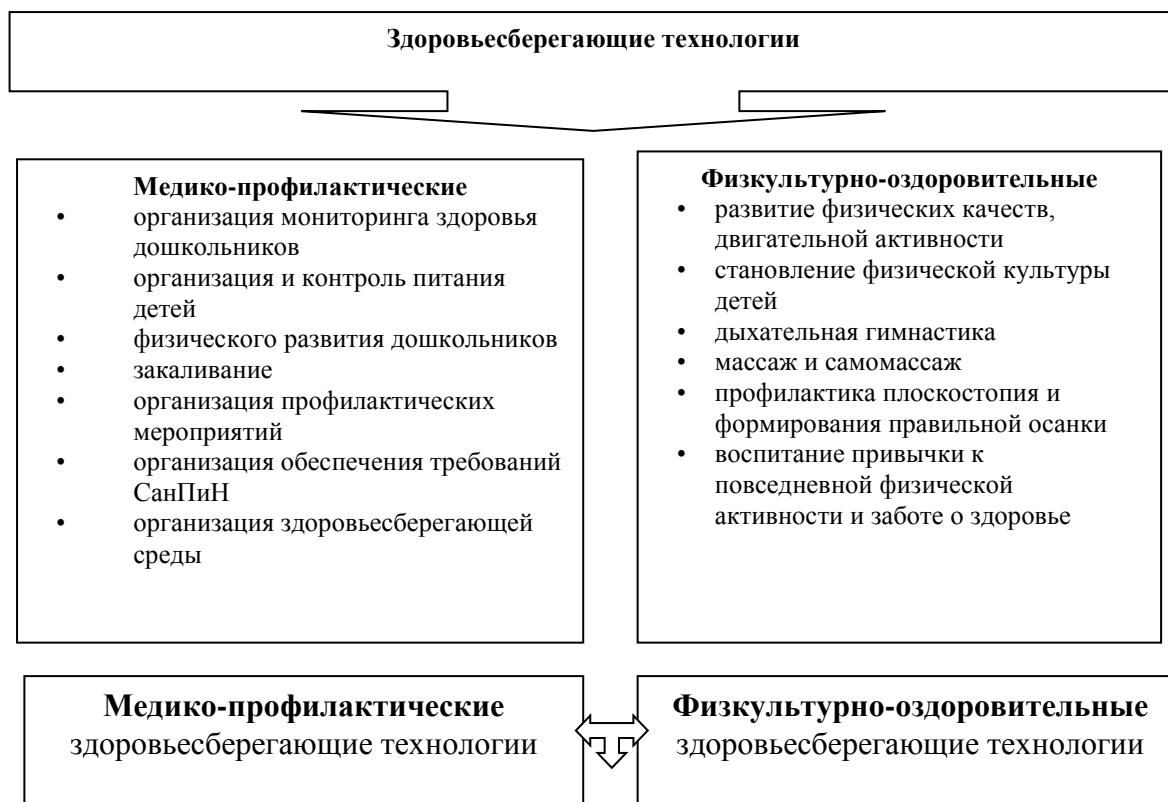 Здоровьесберегающие технологии
Медико-профилактические
• организация мониторинга здоровья
дошкольников
• организация и контроль питания
детей
• физического развития дошкольников
• закаливание
• организация профилактических
мероприятий
• организация обеспечения требований
СанПиН
• организация здоровьесберегающей
среды
Физкультурно-оздоровительные
• развитие физических качеств,
двигательной активности
• становление физической культуры
детей
• дыхательная гимнастика
• массаж и самомассаж
• профилактика плоскостопия и
формирования правильной осанки
• воспитание привычки к
повседневной физической
активности и заботе о здоровье
Медико-профилактические
здоровьесберегающие технологии
Физкультурно-оздоровительные
здоровьесберегающие технологии